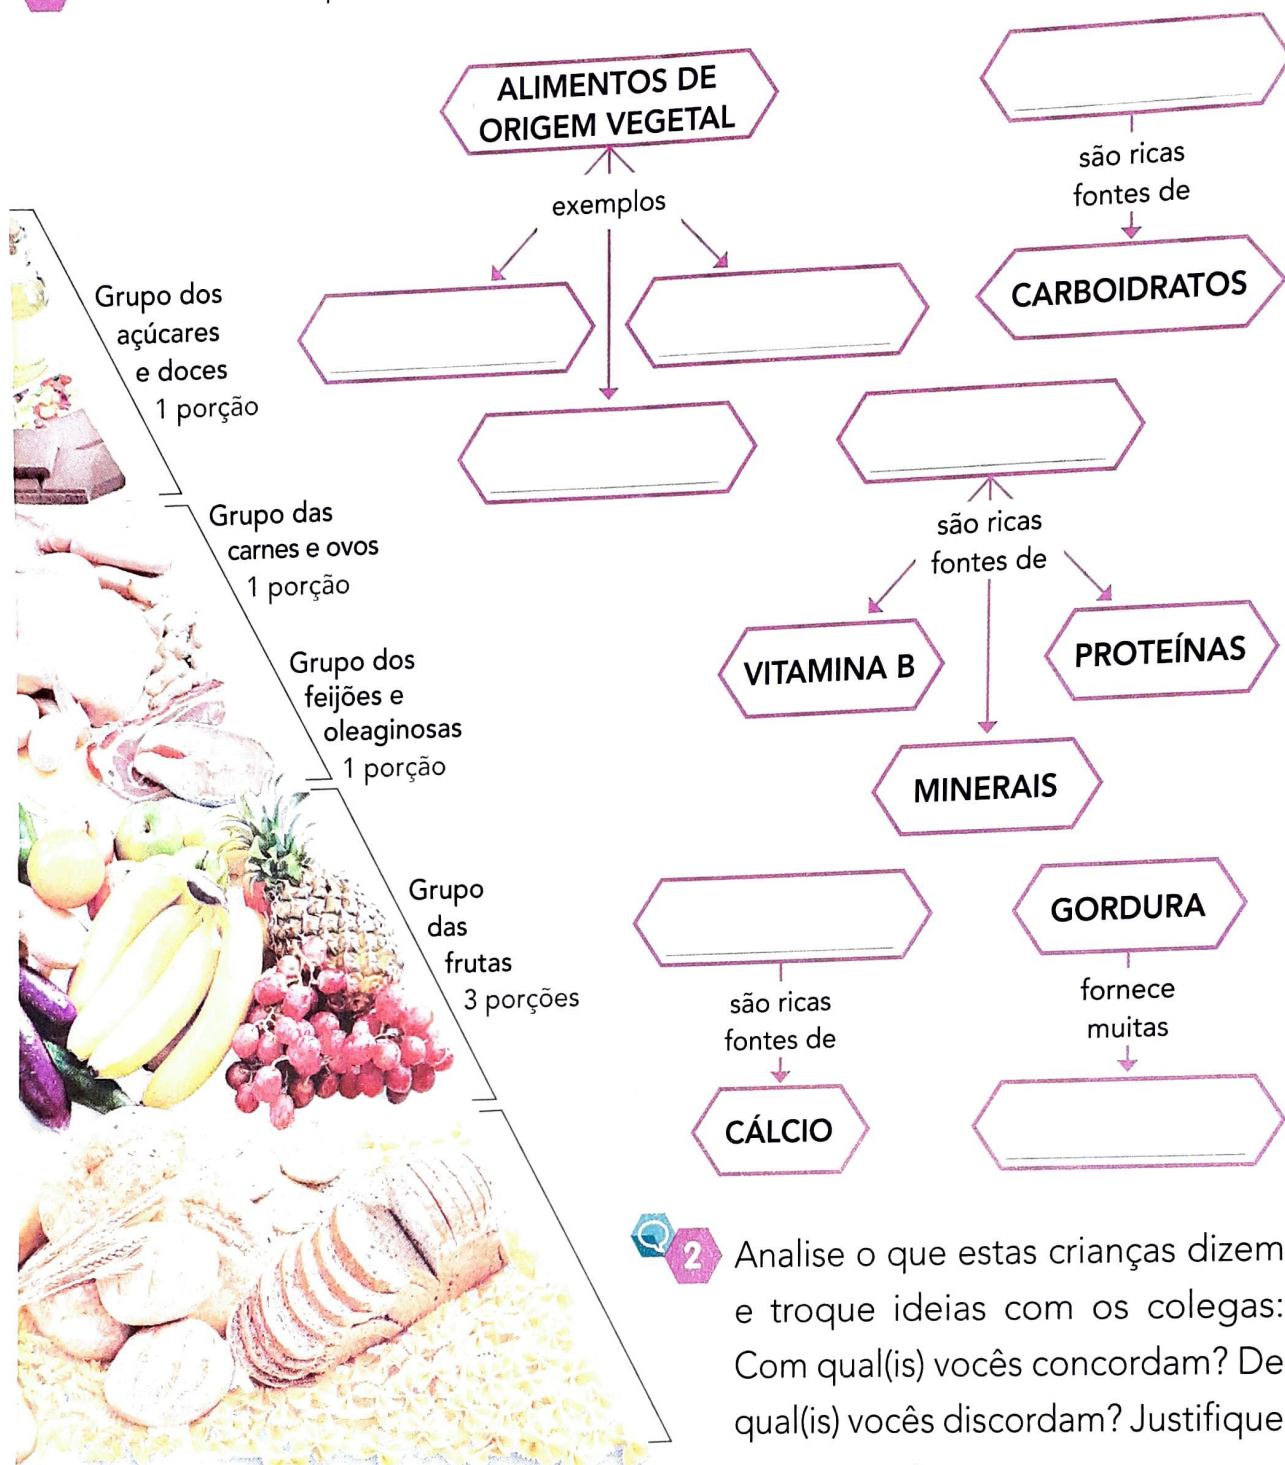 ALIMENTOS DE
ORIGEM VEGETAL
exemplos
são ricas
fontes de
CARBOIDRATOS
Grupo dos
açúcares
e doces
1 porção
Grupo das
carnes e ovos
1 porção
Grupo dos
feijões e
oleaginosas
1 porção
Grupo
das
frutas
3 porções
são ricas
fontes de
VITAMINA B
PROTEÍNAS
MINERAIS
são ricas
fontes de
CÁLCIO
GORDURA
fornece
muitas
2 Analise o que estas crianças dizem
e troque ideias com os colegas:
Com qual(is) vocês concordam? De
qual(is) vocês discordam? Justifique